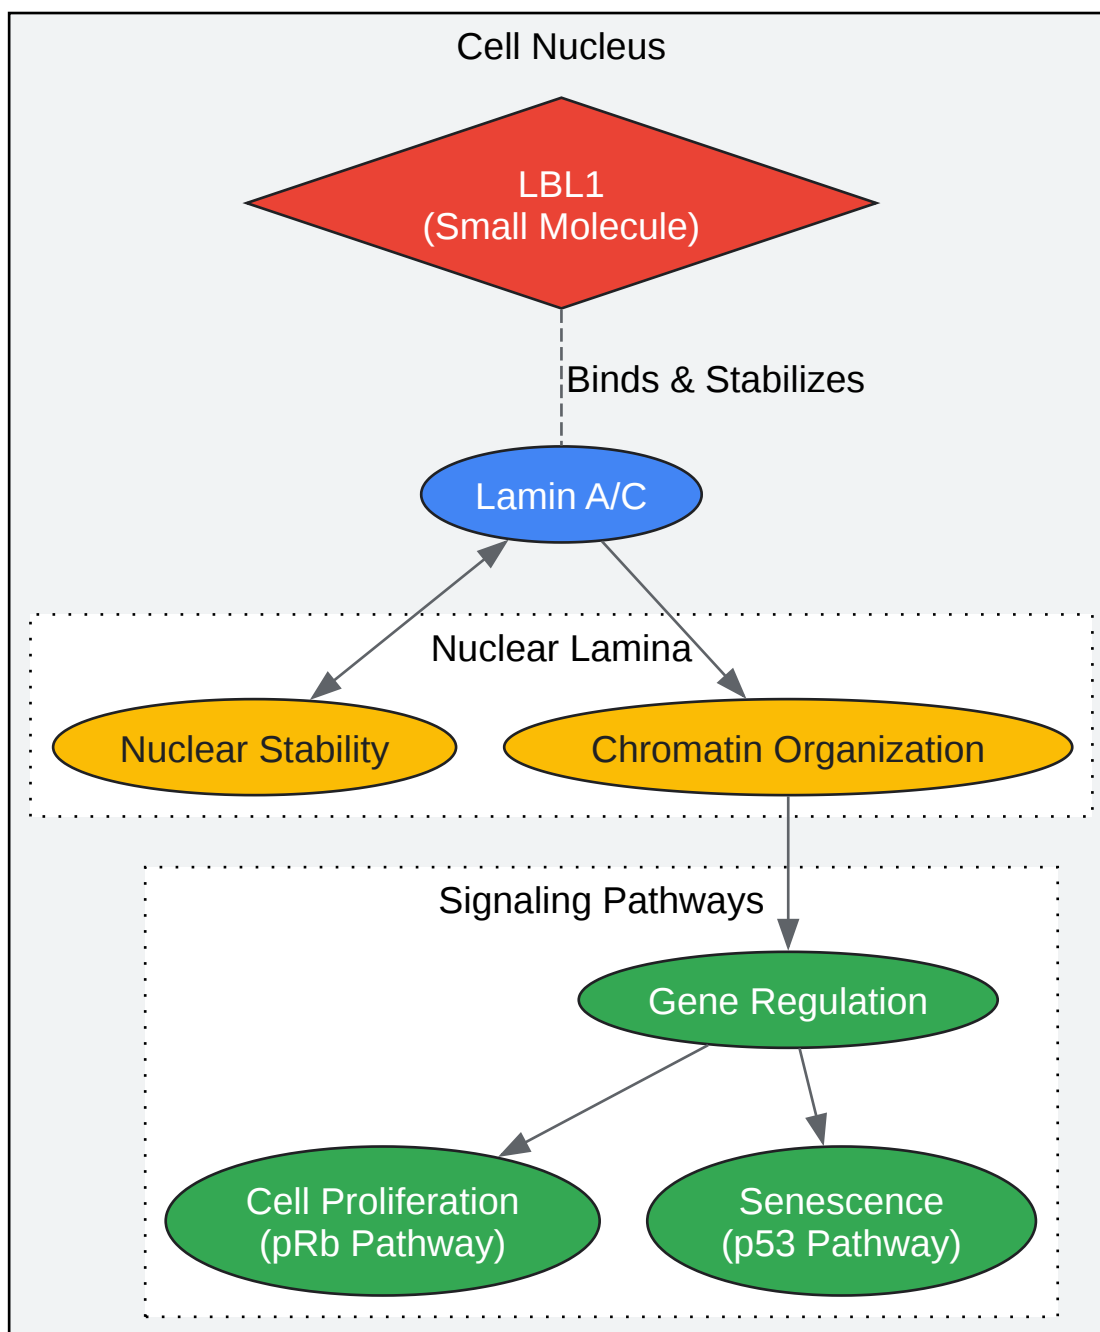 Cell Nucleus
LBL1
(Small Molecule)
Binds & Stabilizes
Lamin A/C
Nuclear Lamina
Nuclear Stability
Chromatin Organization
Signaling Pathways
Gene Regulation
Cell Proliferation
(pRb Pathway)
Senescence
(p53 Pathway)